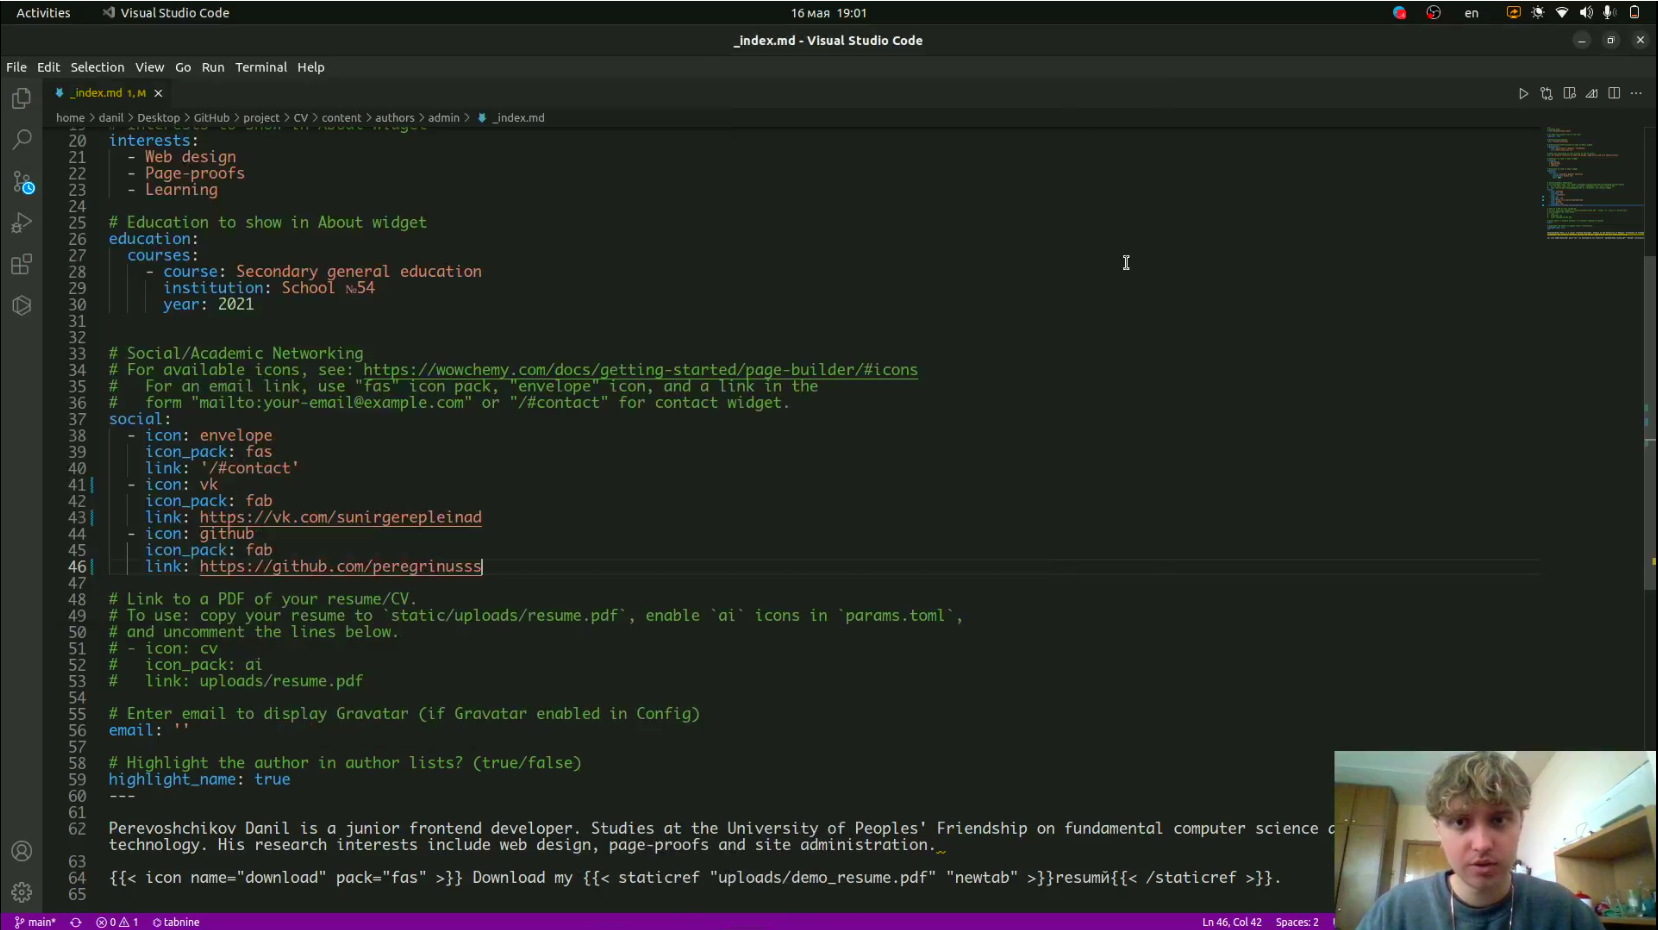 Activities
Visual Studio Code
16 мая 19:01
en
_index.md - Visual Studio Code
File Edit Selection View Go Run Terminal Help
_index.md 1, M
home > danil > Desktop > GitHub > project > CV > content > authors > admin > _index.md
# Interests to show in About widget
20 interests:
21 - Web design
22 - Page-proofs
23 - Learning
24
25 # Education to show in About widget
26 education:
27 courses:
28 - course: Secondary general education
29 institution: School №54
30 year: 2021
31
32
33 # Social/Academic Networking
34 # For available icons, see: https://wowchemy.com/docs/getting-started/page-builder/#icons
35 # For an email link, use "fas" icon pack, "envelope" icon, and a link in the
36 # form "mailto:your-email@example.com" or "/#contact" for contact widget.
37 social:
38 - icon: envelope
39 icon_pack: fas
40 link: '/#contact'
41 - icon: vk
42 icon_pack: fab
43 link: https://vk.com/sunirgerepleinad
44 - icon: github
45 icon_pack: fab
46 link: https://github.com/peregrinusss
47
48 # Link to a PDF of your resume/CV.
49 # To use: copy your resume to `static/uploads/resume.pdf`, enable `ai` icons in `params.toml`,
50 # and uncomment the lines below.
51 # - icon: cv
52 # icon_pack: ai
53 # link: uploads/resume.pdf
54
55 # Enter email to display Gravatar (if Gravatar enabled in Config)
56 email: ''
57
58 # Highlight the author in author lists? (true/false)
59 highlight_name: true
60 ---
61
62 Perevoshchikov Danil is a junior frontend developer. Studies at the University of Peoples' Friendship on fundamental computer science a
technology. His research interests include web design, page-proofs and site administration.
63
64 {{< icon name="download" pack="fas" >}} Download my {{< staticref "uploads/demo_resume.pdf" "newtab" >}}resumй{{< /staticref >}}.
65
main* 0 1 tabnine
Ln 46, Col 42 Spaces: 2